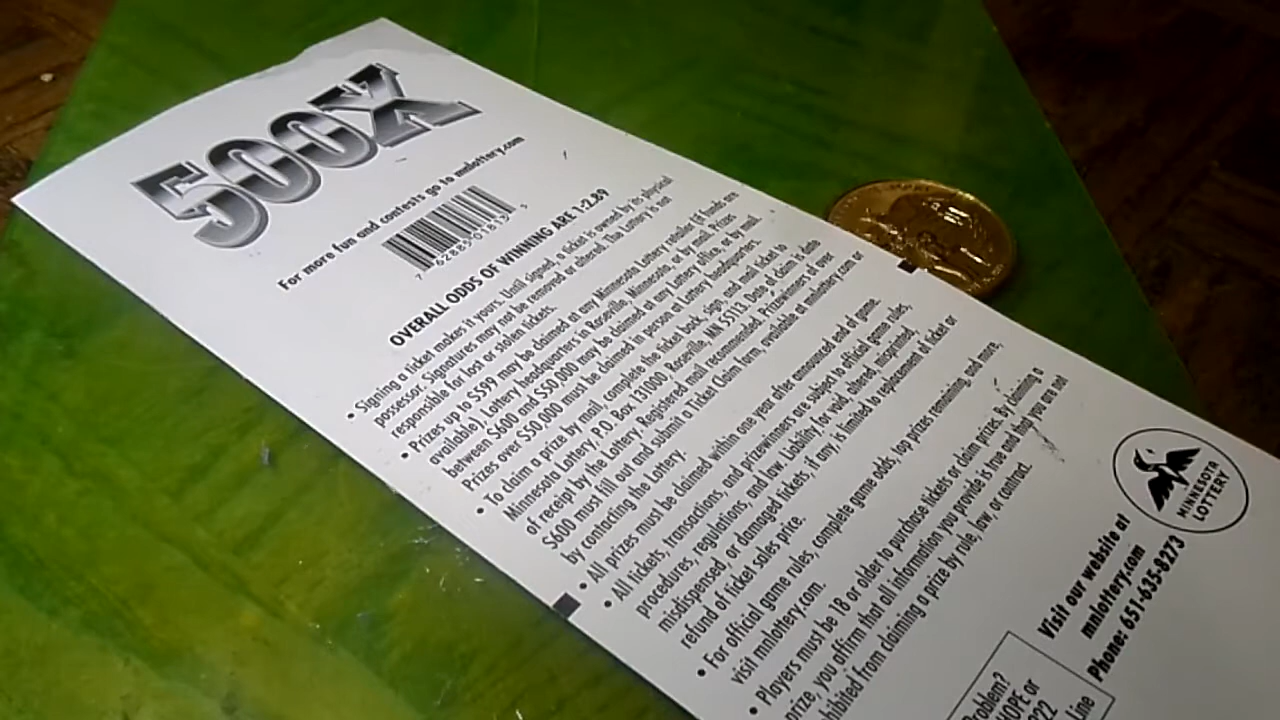 500X
For more fun and contests go to mnlottery.com
OVERALL ODDS OF WINNING ARE 1:2.89
• Signing a ticket makes it yours. Until signed, a ticket is owned by its physical
possessor. Signatures may not be removed or altered. The Lottery is not
responsible for lost or stolen tickets.
• Prizes up to $599 may be claimed at any Minnesota Lottery retailer (if funds are
available), Lottery headquarters in Roseville, Minnesota, or by mail. Prizes
between $600 and $50,000 may be claimed at any Lottery office, or by mail.
Prizes over $50,000 must be claimed in person at Lottery headquarters.
• To claim a prize by mail, complete the ticket back, sign, and mail ticket to
Minnesota Lottery, P.O. Box 131000, Roseville, MN 55113. Date of claim is date
of receipt by the Lottery. Registered mail recommended. Prizewinners of over
$600 must fill out and submit a Ticket Claim form, available at mnlottery.com or
by contacting the Lottery.
• All prizes must be claimed within one year after announced end of game.
• All tickets, transactions, and prizewinners are subject to official game rules,
procedures, regulations, and law. Liability for void, altered, misprinted,
misdispensed, or damaged tickets, if any, is limited to replacement of ticket or
refund of ticket sales price.
• For official game rules, complete game odds, top prizes remaining, and more,
visit mnlottery.com.
• Players must be 18 or older to purchase tickets or claim prizes. By claiming a
prize, you affirm that all information you provide is true and that you are not
hibited from claiming a prize by rule, law, or contract.
MINNESOTA
LOTTERY
Visit our website at
mnlottery.com
Phone: 651-635-8273
Problem?
HOPE or
Line